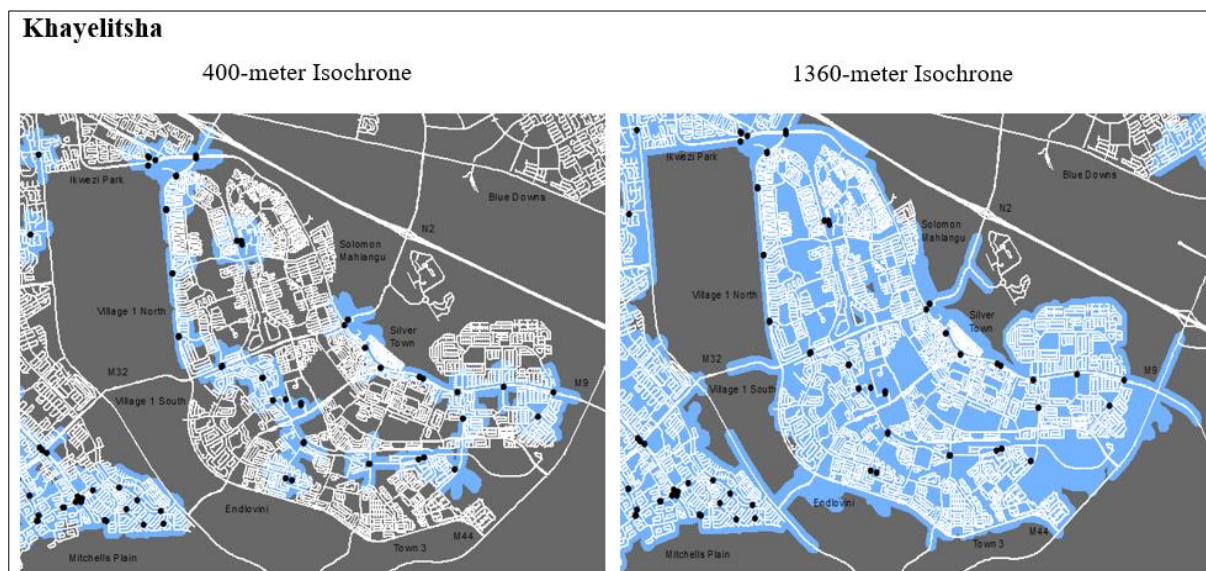 Khayelitsha
400-meter Isochrone
1360-meter Isochrone
Ikwezi Park
Blue Downs
N2
Solomon
Mahlangu
Village 1 North
Silver
Town
M32
M9
Village 1 South
Endlovini
M44
Town 3
Mitchells Plain
Ikwezi Park
Blue Downs
N2
Solomon
Mahlangu
Village 1 North
Silver
Town
M32
M9
Village 1 South
Endlovini
M44
Town 3
Mitchells Plain